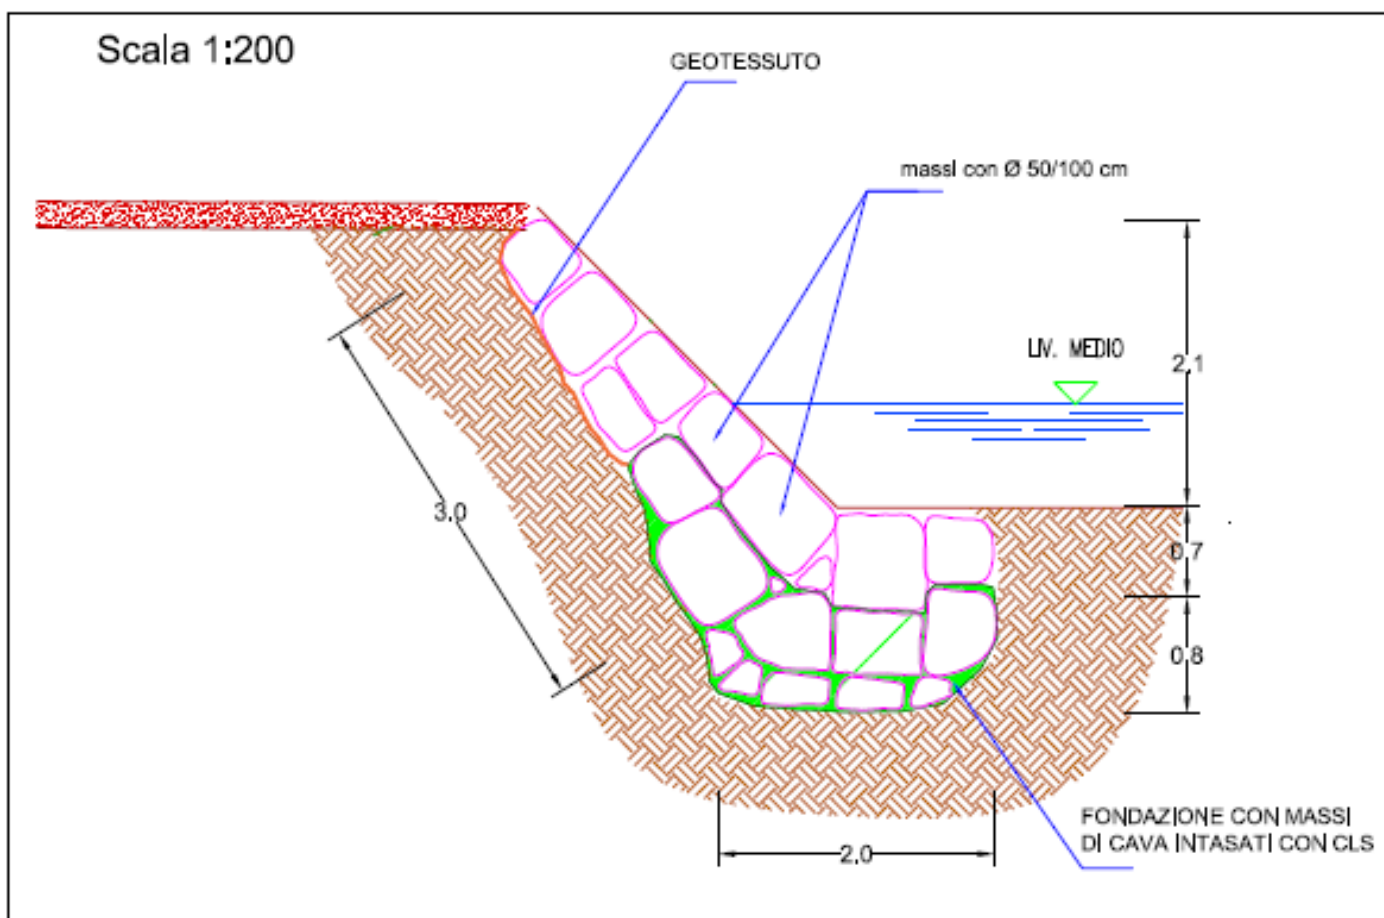 Scala 1:200
GEOTESSUTO
massi con Ø 50/100 cm
LIV. MEDIO
2,1
3,0
0,7
0,8
2,0
FONDAZIONE CON MASSI
DI CAVA INTASATI CON CLS